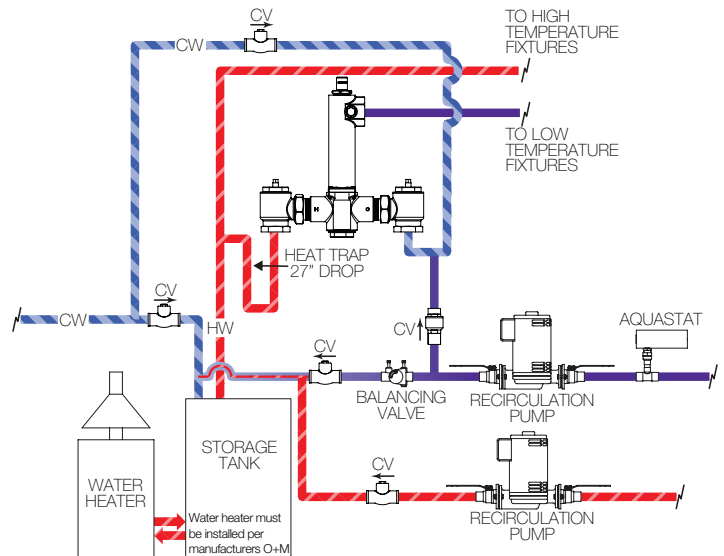 CV
TO HIGH
TEMPERATURE
FIXTURES
CW
TO LOW
TEMPERATURE
FIXTURES
H
C
HEAT TRAP
27" DROP
CV
CW
HW
CV
CV
AQUASTAT
BALANCING
VALVE
RECIRCULATION
PUMP
STORAGE
TANK
WATER
HEATER
CV
Water heater must
be installed per
manufacturers O+M
RECIRCULATION
PUMP